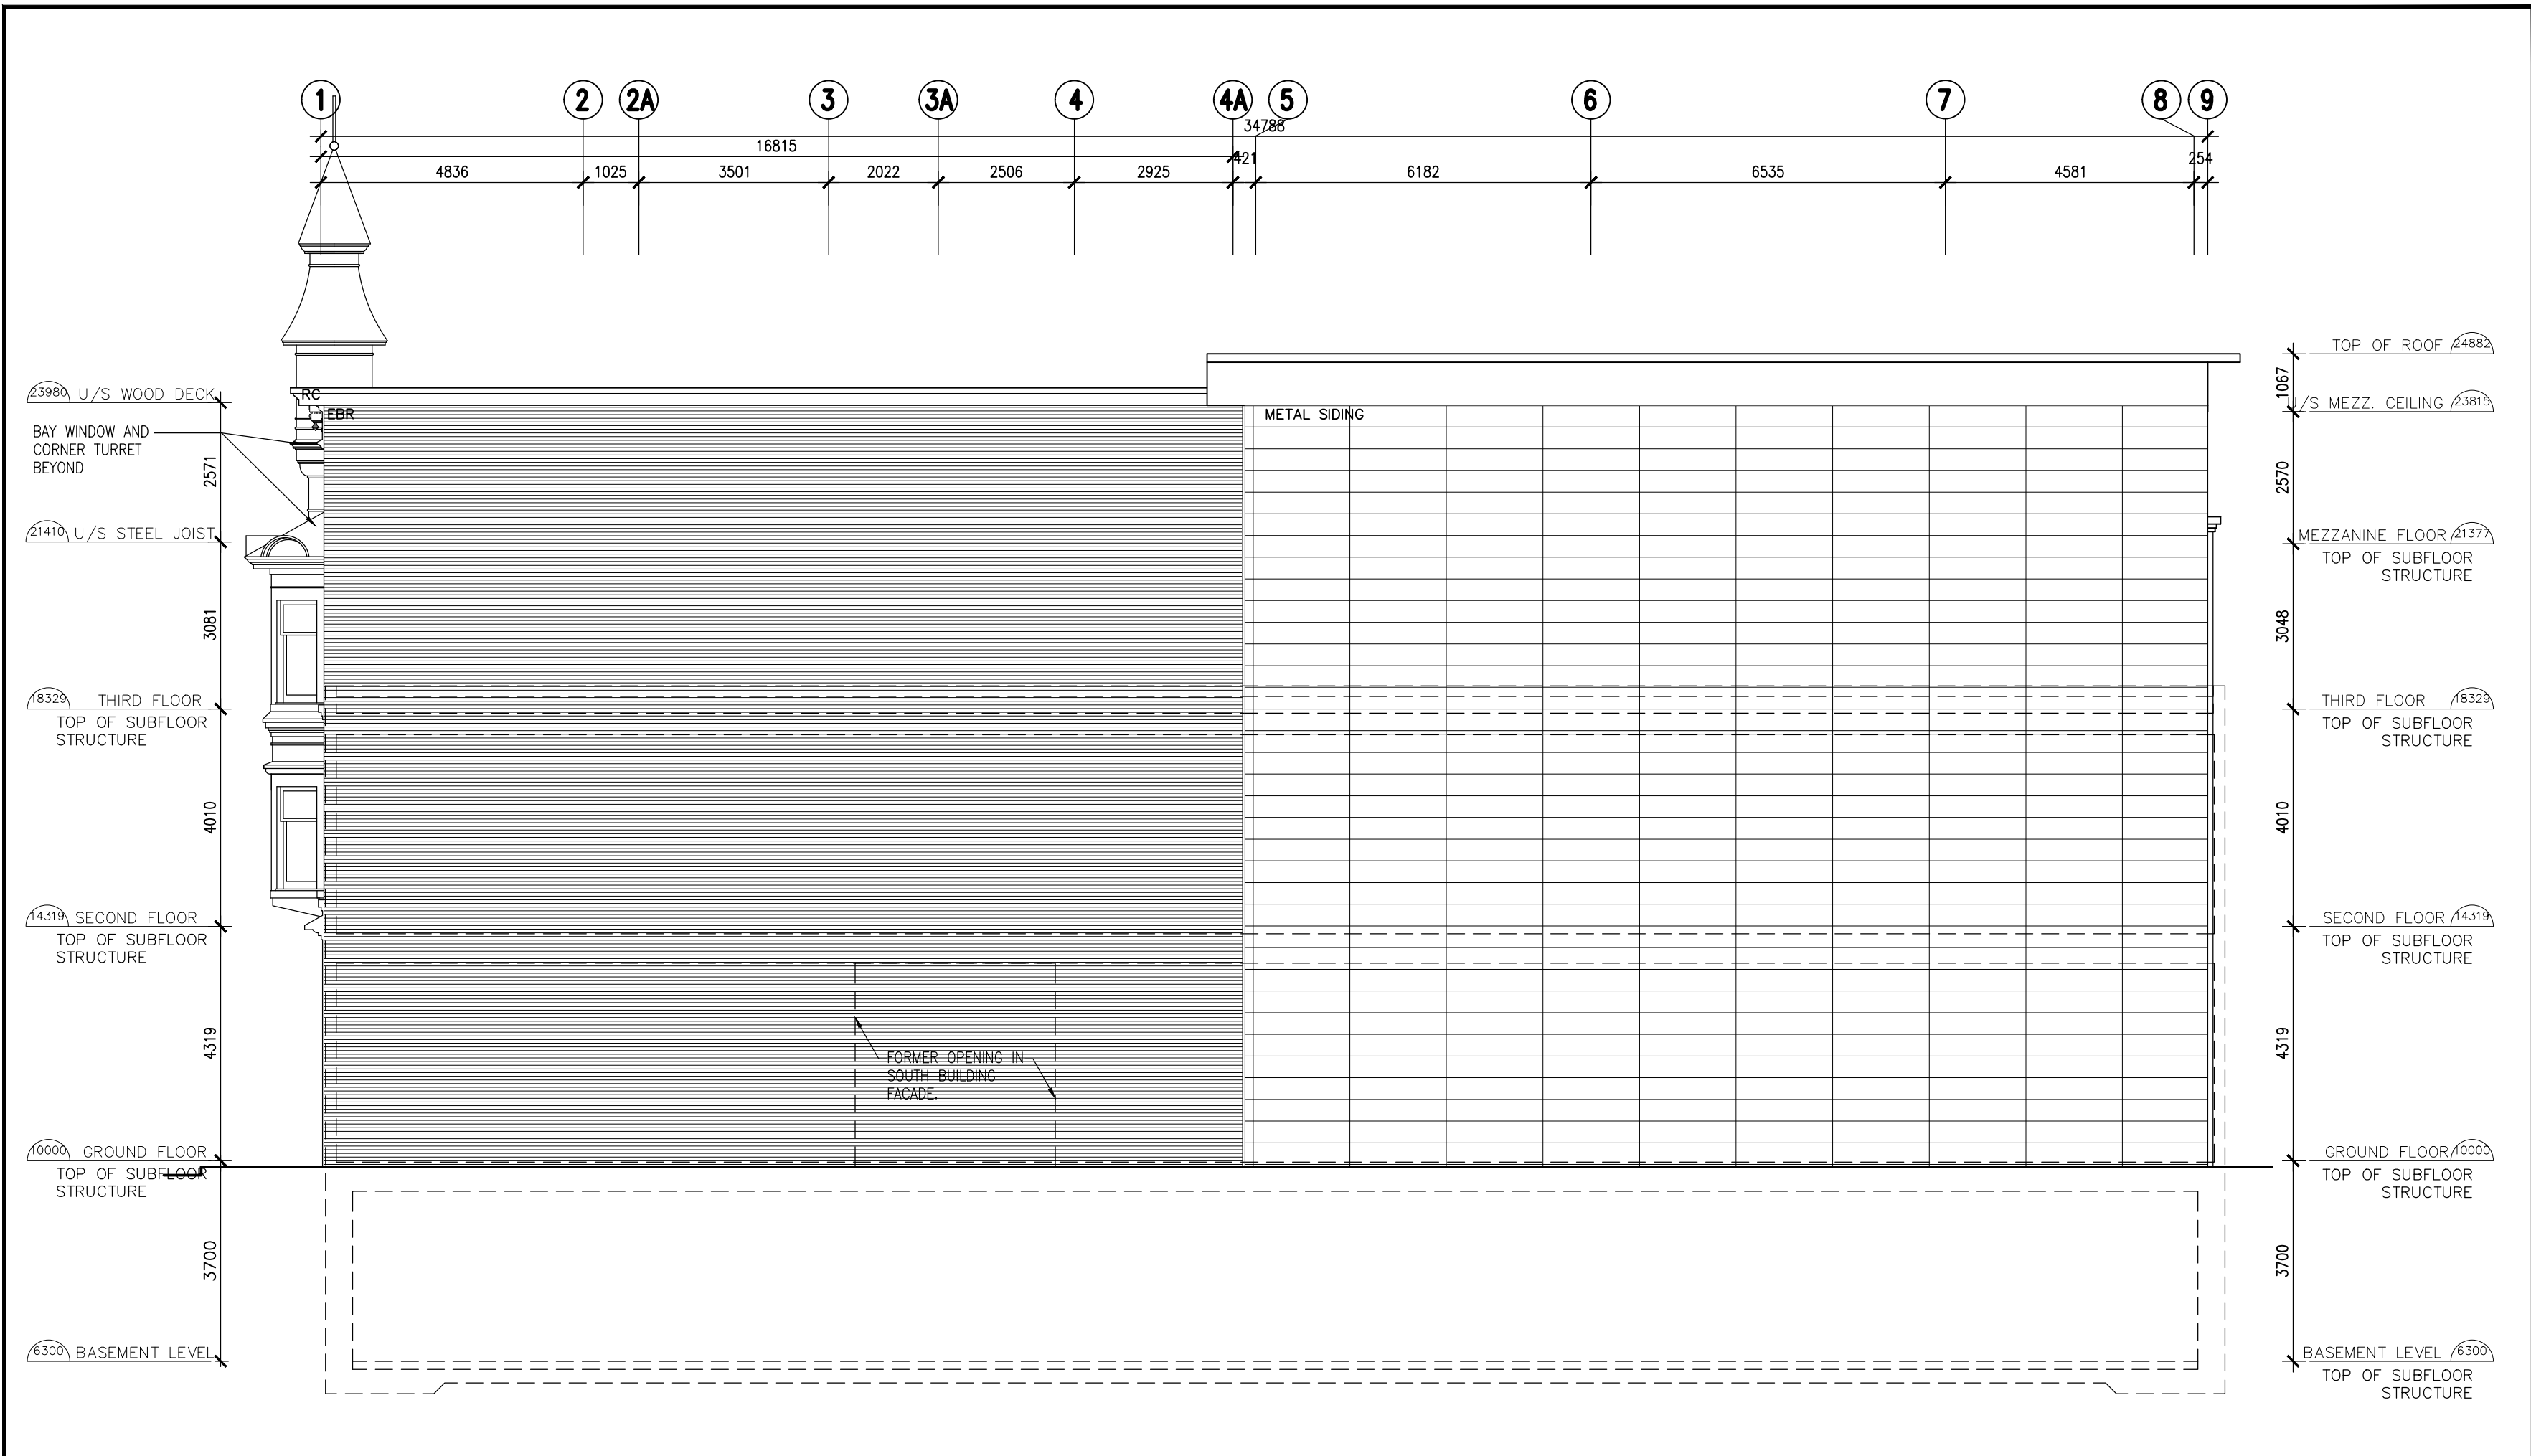 1 2 2A 3 3A 4 4A 5 6 7 8 9
34788
16815
421
254
4836 1025 3501 2022 2506 2925 6182 6535 4581
23980 U/S WOOD DECK
RC
EBR
BAY WINDOW AND
CORNER TURRET
BEYOND
2571
21410 U/S STEEL JOIST
3081
18329 THIRD FLOOR
TOP OF SUBFLOOR
STRUCTURE
4010
14319 SECOND FLOOR
TOP OF SUBFLOOR
STRUCTURE
4319
10000 GROUND FLOOR
TOP OF SUBFLOOR
STRUCTURE
3700
6300 BASEMENT LEVEL
METAL SIDING
FORMER OPENING IN
SOUTH BUILDING
FACADE.
TOP OF ROOF 24882
1067
U/S MEZZ. CEILING 23815
2570
MEZZANINE FLOOR 21377
TOP OF SUBFLOOR
STRUCTURE
3048
THIRD FLOOR 18329
TOP OF SUBFLOOR
STRUCTURE
4010
SECOND FLOOR 14319
TOP OF SUBFLOOR
STRUCTURE
4319
GROUND FLOOR 10000
TOP OF SUBFLOOR
STRUCTURE
3700
BASEMENT LEVEL 6300
TOP OF SUBFLOOR
STRUCTURE